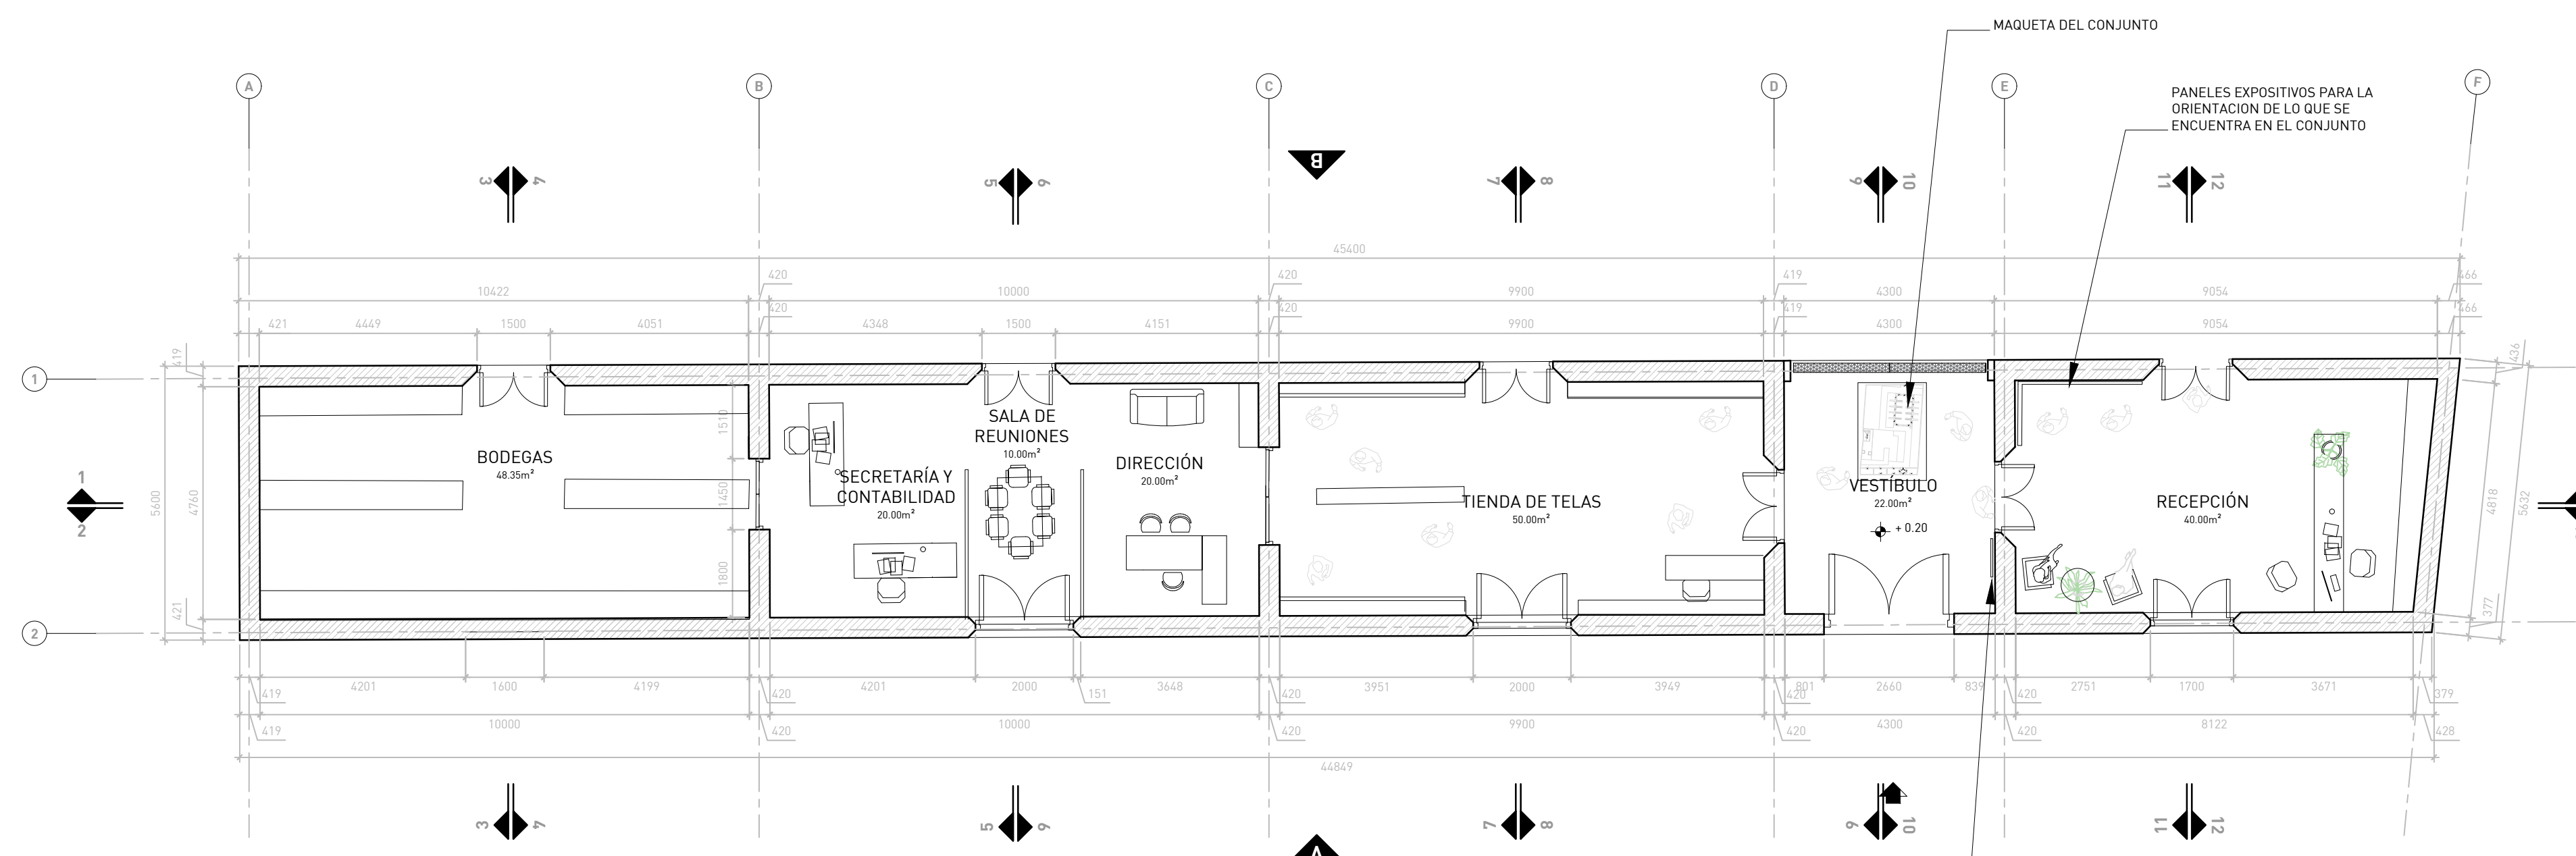 MAQUETA DEL CONJUNTO
A
B
C
D
E
F
PANELES EXPOSITIVOS PARA LA
ORIENTACION DE LO QUE SE
ENCUENTRA EN EL CONJUNTO
B
3 4
5 6
7 8
9 10
11 12
45400
420 420 419 466
10422 10000 9900 4300 9054
420 420 419 466
421 4449 1500 4051 4348 1500 4151 9900 4300 9054
419
436
1
1510
SALA DE
REUNIONES
10.00m²
BODEGAS
48.35m²
DIRECCIÓN
20.00m²
SECRETARÍA Y
CONTABILIDAD
20.00m²
TIENDA DE TELAS
50.00m²
VESTÍBULO
22.00m²
+ 0.20
RECEPCIÓN
40.00m²
1
2
5600
4760
1450
1800
4818
5632
421
377
2
4201 1600 4199 4201 2000 3648 3951 2000 3949 801 2660 839 2751 1700 3671
419 420 151 420 420 420 379
10000 10000 9900 4300 8122
419 420 420 420 420 428
44849
3 4
5 6
7 8
9 10
11 12
A